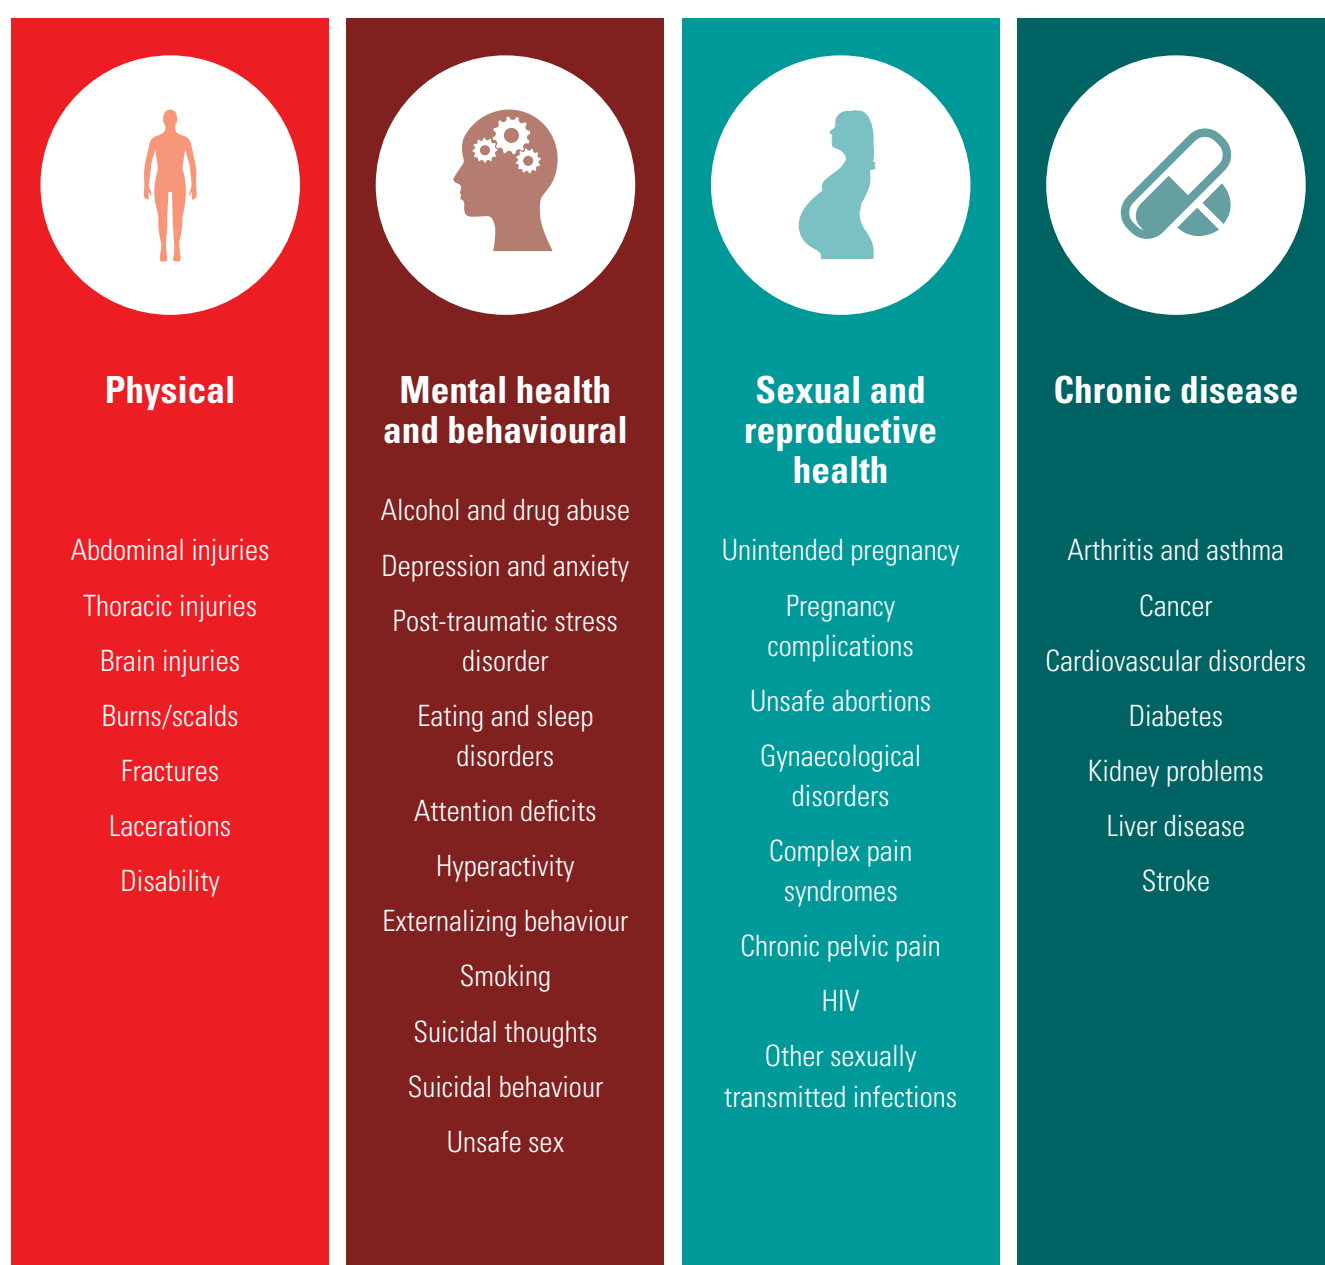 Physical
Abdominal injuries
Thoracic injuries
Brain injuries
Burns/scalds
Fractures
Lacerations
Disability
Mental health
and behavioural
Alcohol and drug abuse
Depression and anxiety
Post-traumatic stress
disorder
Eating and sleep
disorders
Attention deficits
Hyperactivity
Externalizing behaviour
Smoking
Suicidal thoughts
Suicidal behaviour
Unsafe sex
Sexual and
reproductive
health
Unintended pregnancy
Pregnancy
complications
Unsafe abortions
Gynaecological
disorders
Complex pain
syndromes
Chronic pelvic pain
HIV
Other sexually
transmitted infections
Chronic disease
Arthritis and asthma
Cancer
Cardiovascular disorders
Diabetes
Kidney problems
Liver disease
Stroke